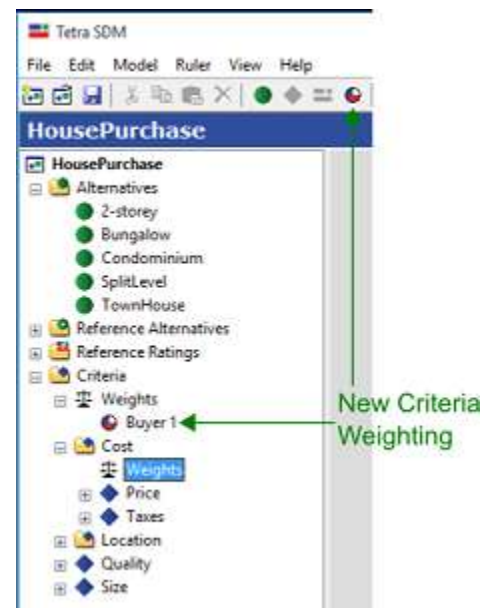 Tetra SDM
File Edit Model Ruler View Help
HousePurchase
HousePurchase
Alternatives
2-storey
Bungalow
Condominium
SplitLevel
TownHouse
Reference Alternatives
Reference Ratings
Criteria
Weights
Buyer 1
Cost
Weights
Price
Taxes
Location
Quality
Size
New Criteria
Weighting